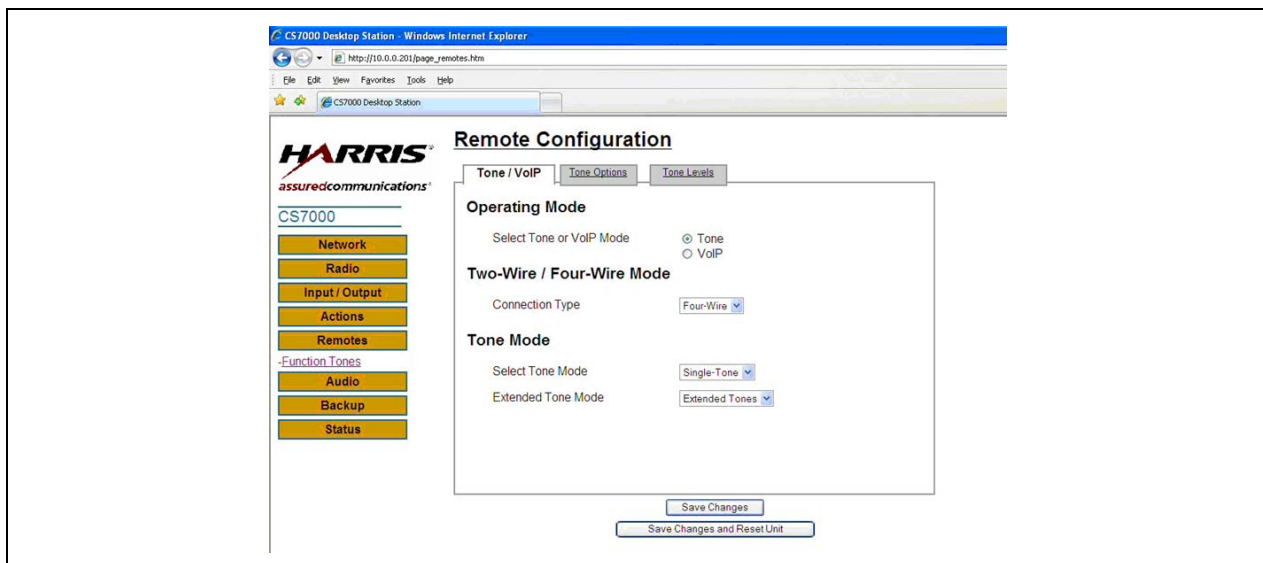 CS7000 Desktop Station - Windows Internet Explorer
http://10.0.0.201/page_remotes.htm
File Edit View Favorites Tools Help
CS7000 Desktop Station
HARRIS®
assuredcommunications®
CS7000
Network
Radio
Input / Output
Actions
Remotes
-Function Tones
Audio
Backup
Status
Remote Configuration
Tone / VoIP Tone Options Tone Levels
Operating Mode
Select Tone or VoIP Mode Tone
VoIP
Two-Wire / Four-Wire Mode
Connection Type Four-Wire
Tone Mode
Select Tone Mode Single-Tone
Extended Tone Mode Extended Tones
Save Changes
Save Changes and Reset Unit